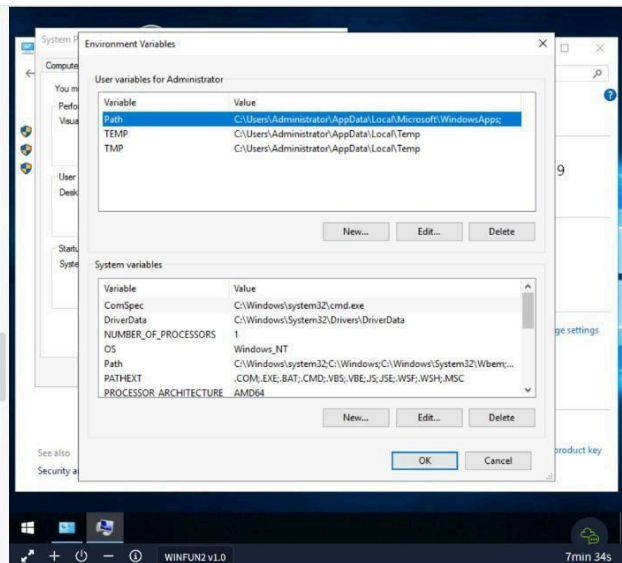 System P
Environment Variables
Compute
User variables for Administrator
You m
Perfo
Visua
Variable Value
Path C:\Users\Administrator\AppData\Local\Microsoft\WindowsApps;
TEMP C:\Users\Administrator\AppData\Local\Temp
TMP C:\Users\Administrator\AppData\Local\Temp
User
Desk
9
New... Edit... Delete
Startu
Syste
System variables
Variable Value
ComSpec C:\Windows\system32\cmd.exe
DriverData C:\Windows\System32\Drivers\DriverData
NUMBER_OF_PROCESSORS 1
ge settings
OS Windows_NT
Path C:\Windows\system32;C:\Windows;C:\Windows\System32\Wbem;...
PATHEXT .COM;.EXE;.BAT;.CMD;.VBS;.VBE;.JS;.JSE;.WSF;.WSH;.MSC
PROCESSOR_ARCHITECTURE AMD64
New... Edit... Delete
See also
OK Cancel
product key
Security a
WINFUN2 v1.0
7min 34s